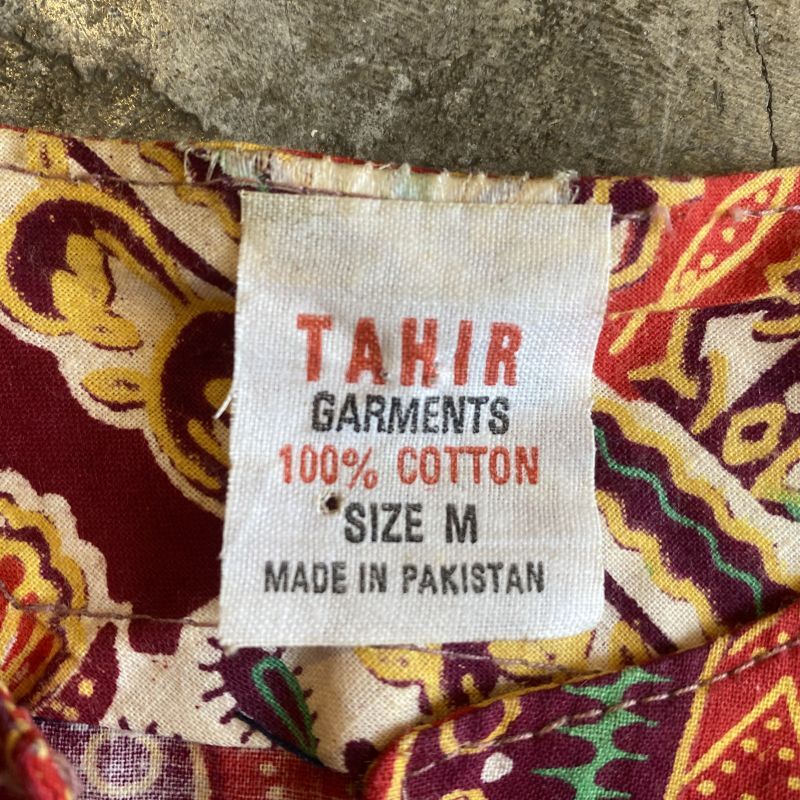 TAHIR
GARMENTS
100% COTTON
SIZE M
MADE IN PAKISTAN